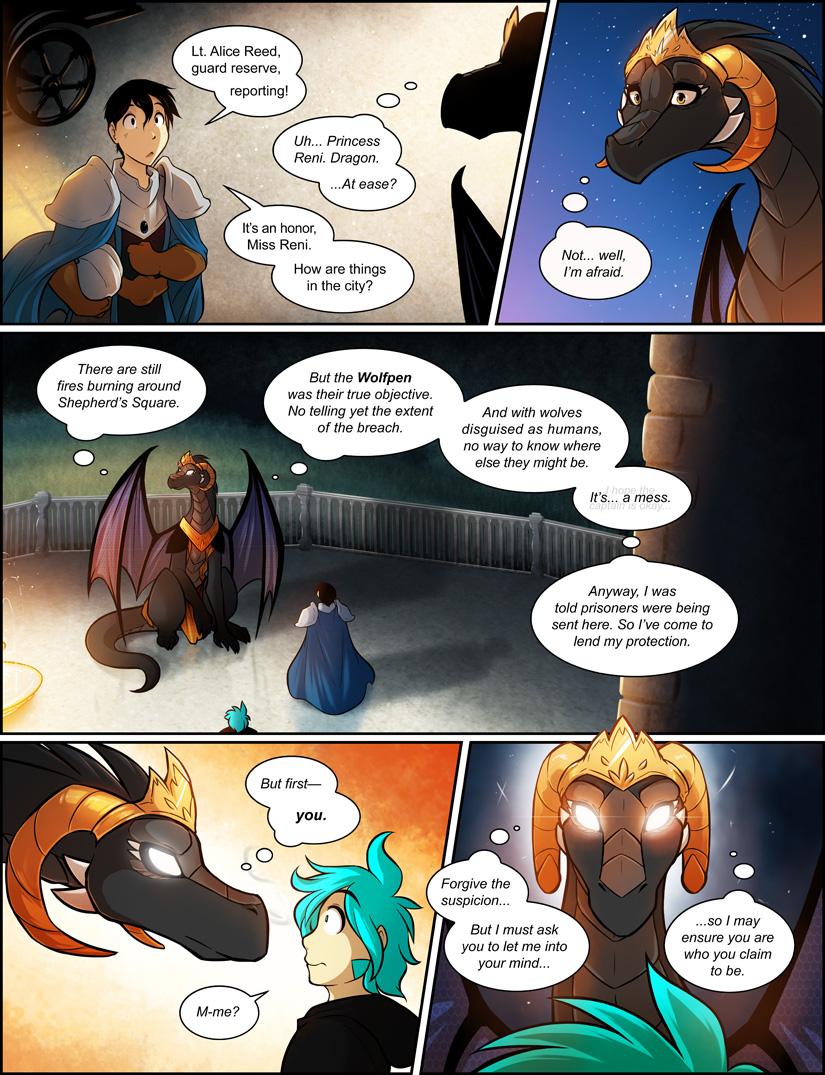 Lt. Alice Reed,
guard reserve,
reporting!
Uh... Princess
Reni. Dragon.
...At ease?
It's an honor,
Miss Reni.
How are things
in the city?
Not... well,
I'm afraid.
There are still
fires burning around
Shepherd's Square.
But the Wolfpen
was their true objective.
No telling yet the extent
of the breach.
And with wolves
disguised as humans,
no way to know where
else they might be.
I hope the
It's... a mess.
captain is okay...
Anyway, I was
told prisoners were being
sent here. So I've come to
lend my protection.
But first—
you.
M-me?
Forgive the
suspicion...
But I must ask
you to let me into
your mind...
...so I may
ensure you are
who you claim
to be.